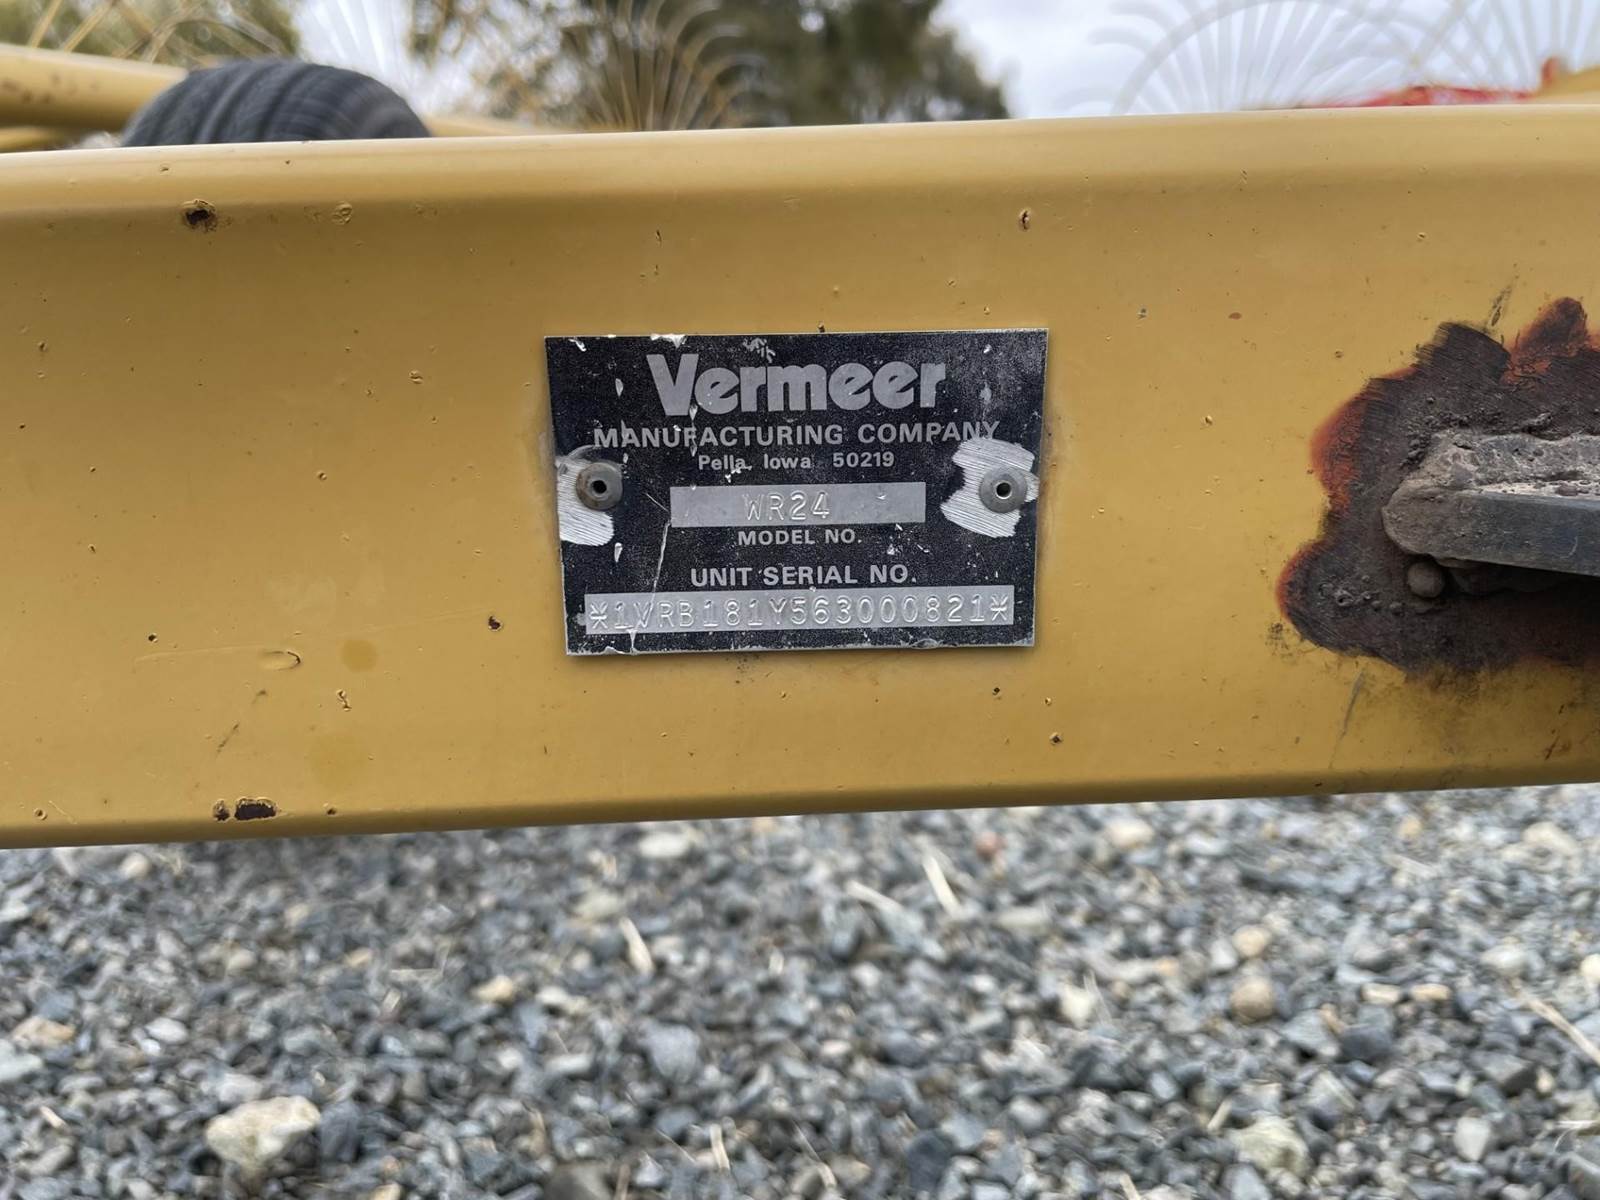 Vermeer
MANUFACTURING COMPANY
Pella, Iowa 50219
WR24
MODEL NO.
UNIT SERIAL NO.
*1VRB181Y563000821*